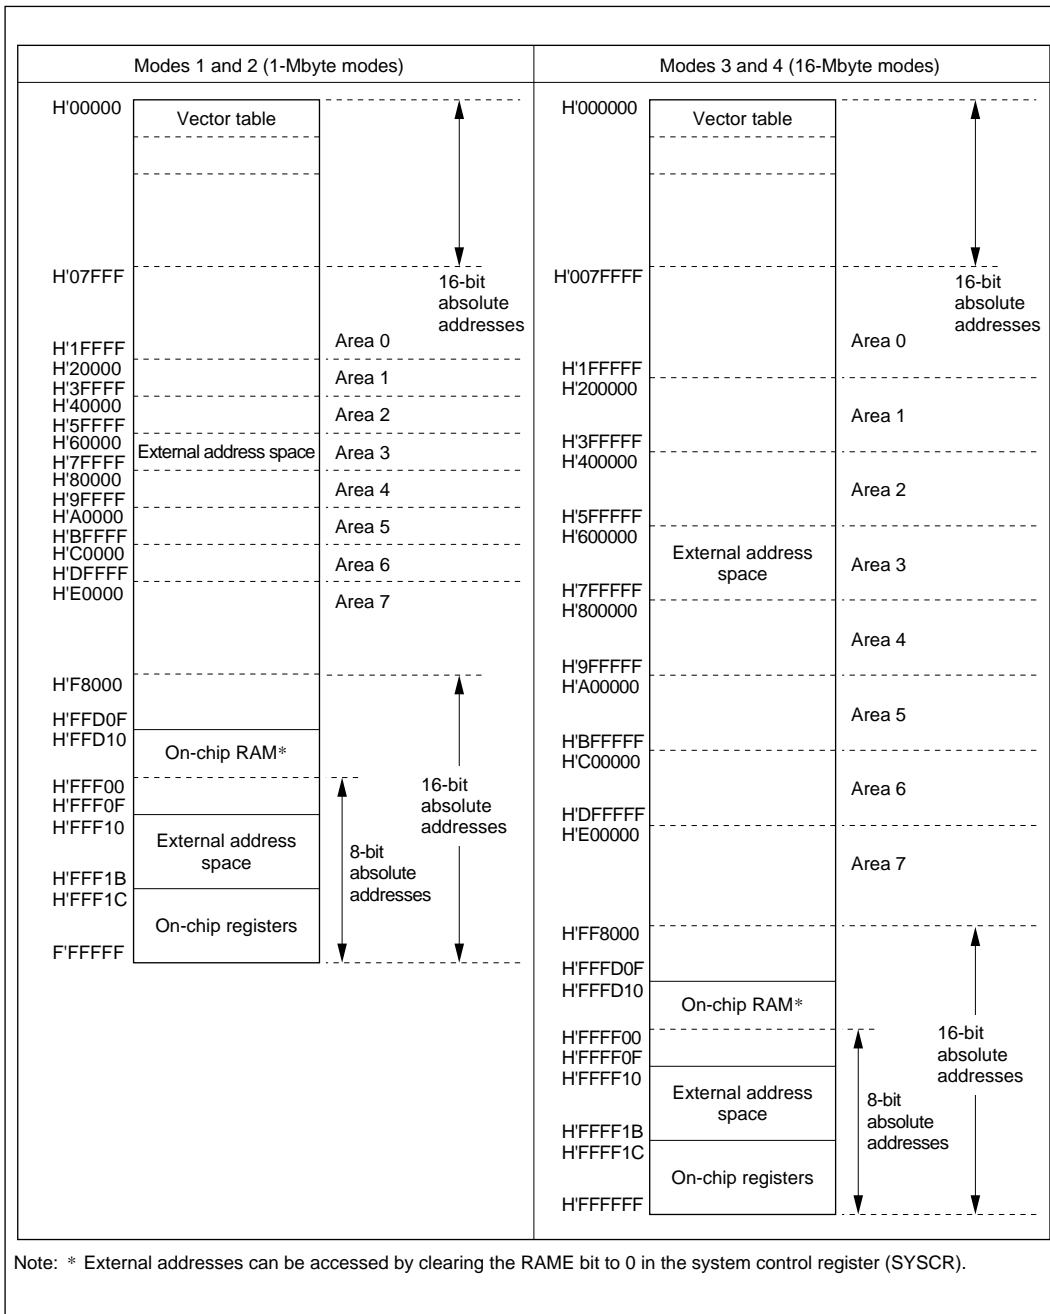 Modes 1 and 2 (1-Mbyte modes)
H'00000
Vector table
H'07FFF
16-bit
absolute
addresses
Area 0
H'1FFFF
H'20000
Area 1
H'3FFFF
H'40000
Area 2
H'5FFFF
H'60000
External address space
Area 3
H'7FFFF
H'80000
Area 4
H'9FFFF
H'A0000
Area 5
H'BFFFF
H'C0000
Area 6
H'DFFFF
H'E0000
Area 7
H'F8000
H'FFD0F
H'FFD10
On-chip RAM*
H'FFF00
H'FFF0F
H'FFF10
16-bit
absolute
addresses
External address
space
8-bit
absolute
addresses
H'FFF1B
H'FFF1C
On-chip registers
F'FFFFF
Modes 3 and 4 (16-Mbyte modes)
H'000000
Vector table
H'007FFFF
16-bit
absolute
addresses
Area 0
H'1FFFFF
H'200000
Area 1
H'3FFFFF
H'400000
Area 2
H'5FFFFF
H'600000
External address
space
Area 3
H'7FFFFF
H'800000
Area 4
H'9FFFFF
H'A00000
Area 5
H'BFFFFF
H'C00000
Area 6
H'DFFFFF
H'E00000
Area 7
H'FF8000
H'FFFD0F
H'FFFD10
On-chip RAM*
H'FFFF00
H'FFFF0F
H'FFFF10
16-bit
absolute
addresses
External address
space
8-bit
absolute
addresses
H'FFFF1B
H'FFFF1C
On-chip registers
H'FFFFFF
Note: * External addresses can be accessed by clearing the RAME bit to 0 in the system control register (SYSCR).